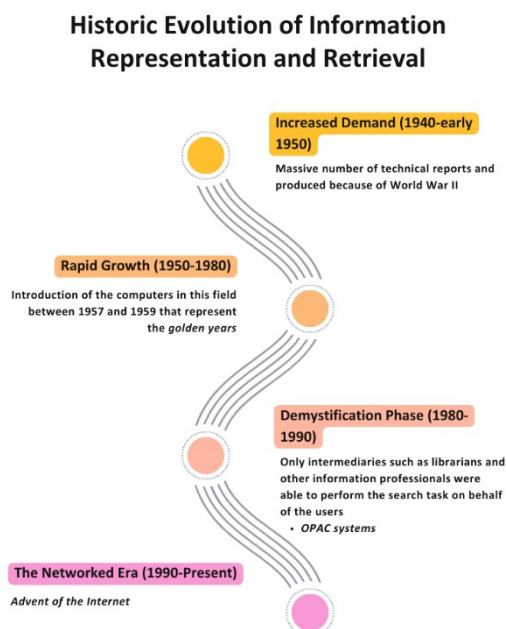 Historic Evolution of Information
Representation and Retrieval
Increased Demand (1940-early
1950)
Massive number of technical reports and
produced because of World War II
Rapid Growth (1950-1980)
Introduction of the computers in this field
between 1957 and 1959 that represent
the golden years
Demystification Phase (1980-
1990)
Only intermediaries such as librarians and
other information professionals were
able to perform the search task on behalf
of the users
• OPAC systems
The Networked Era (1990-Present)
Advent of the Internet